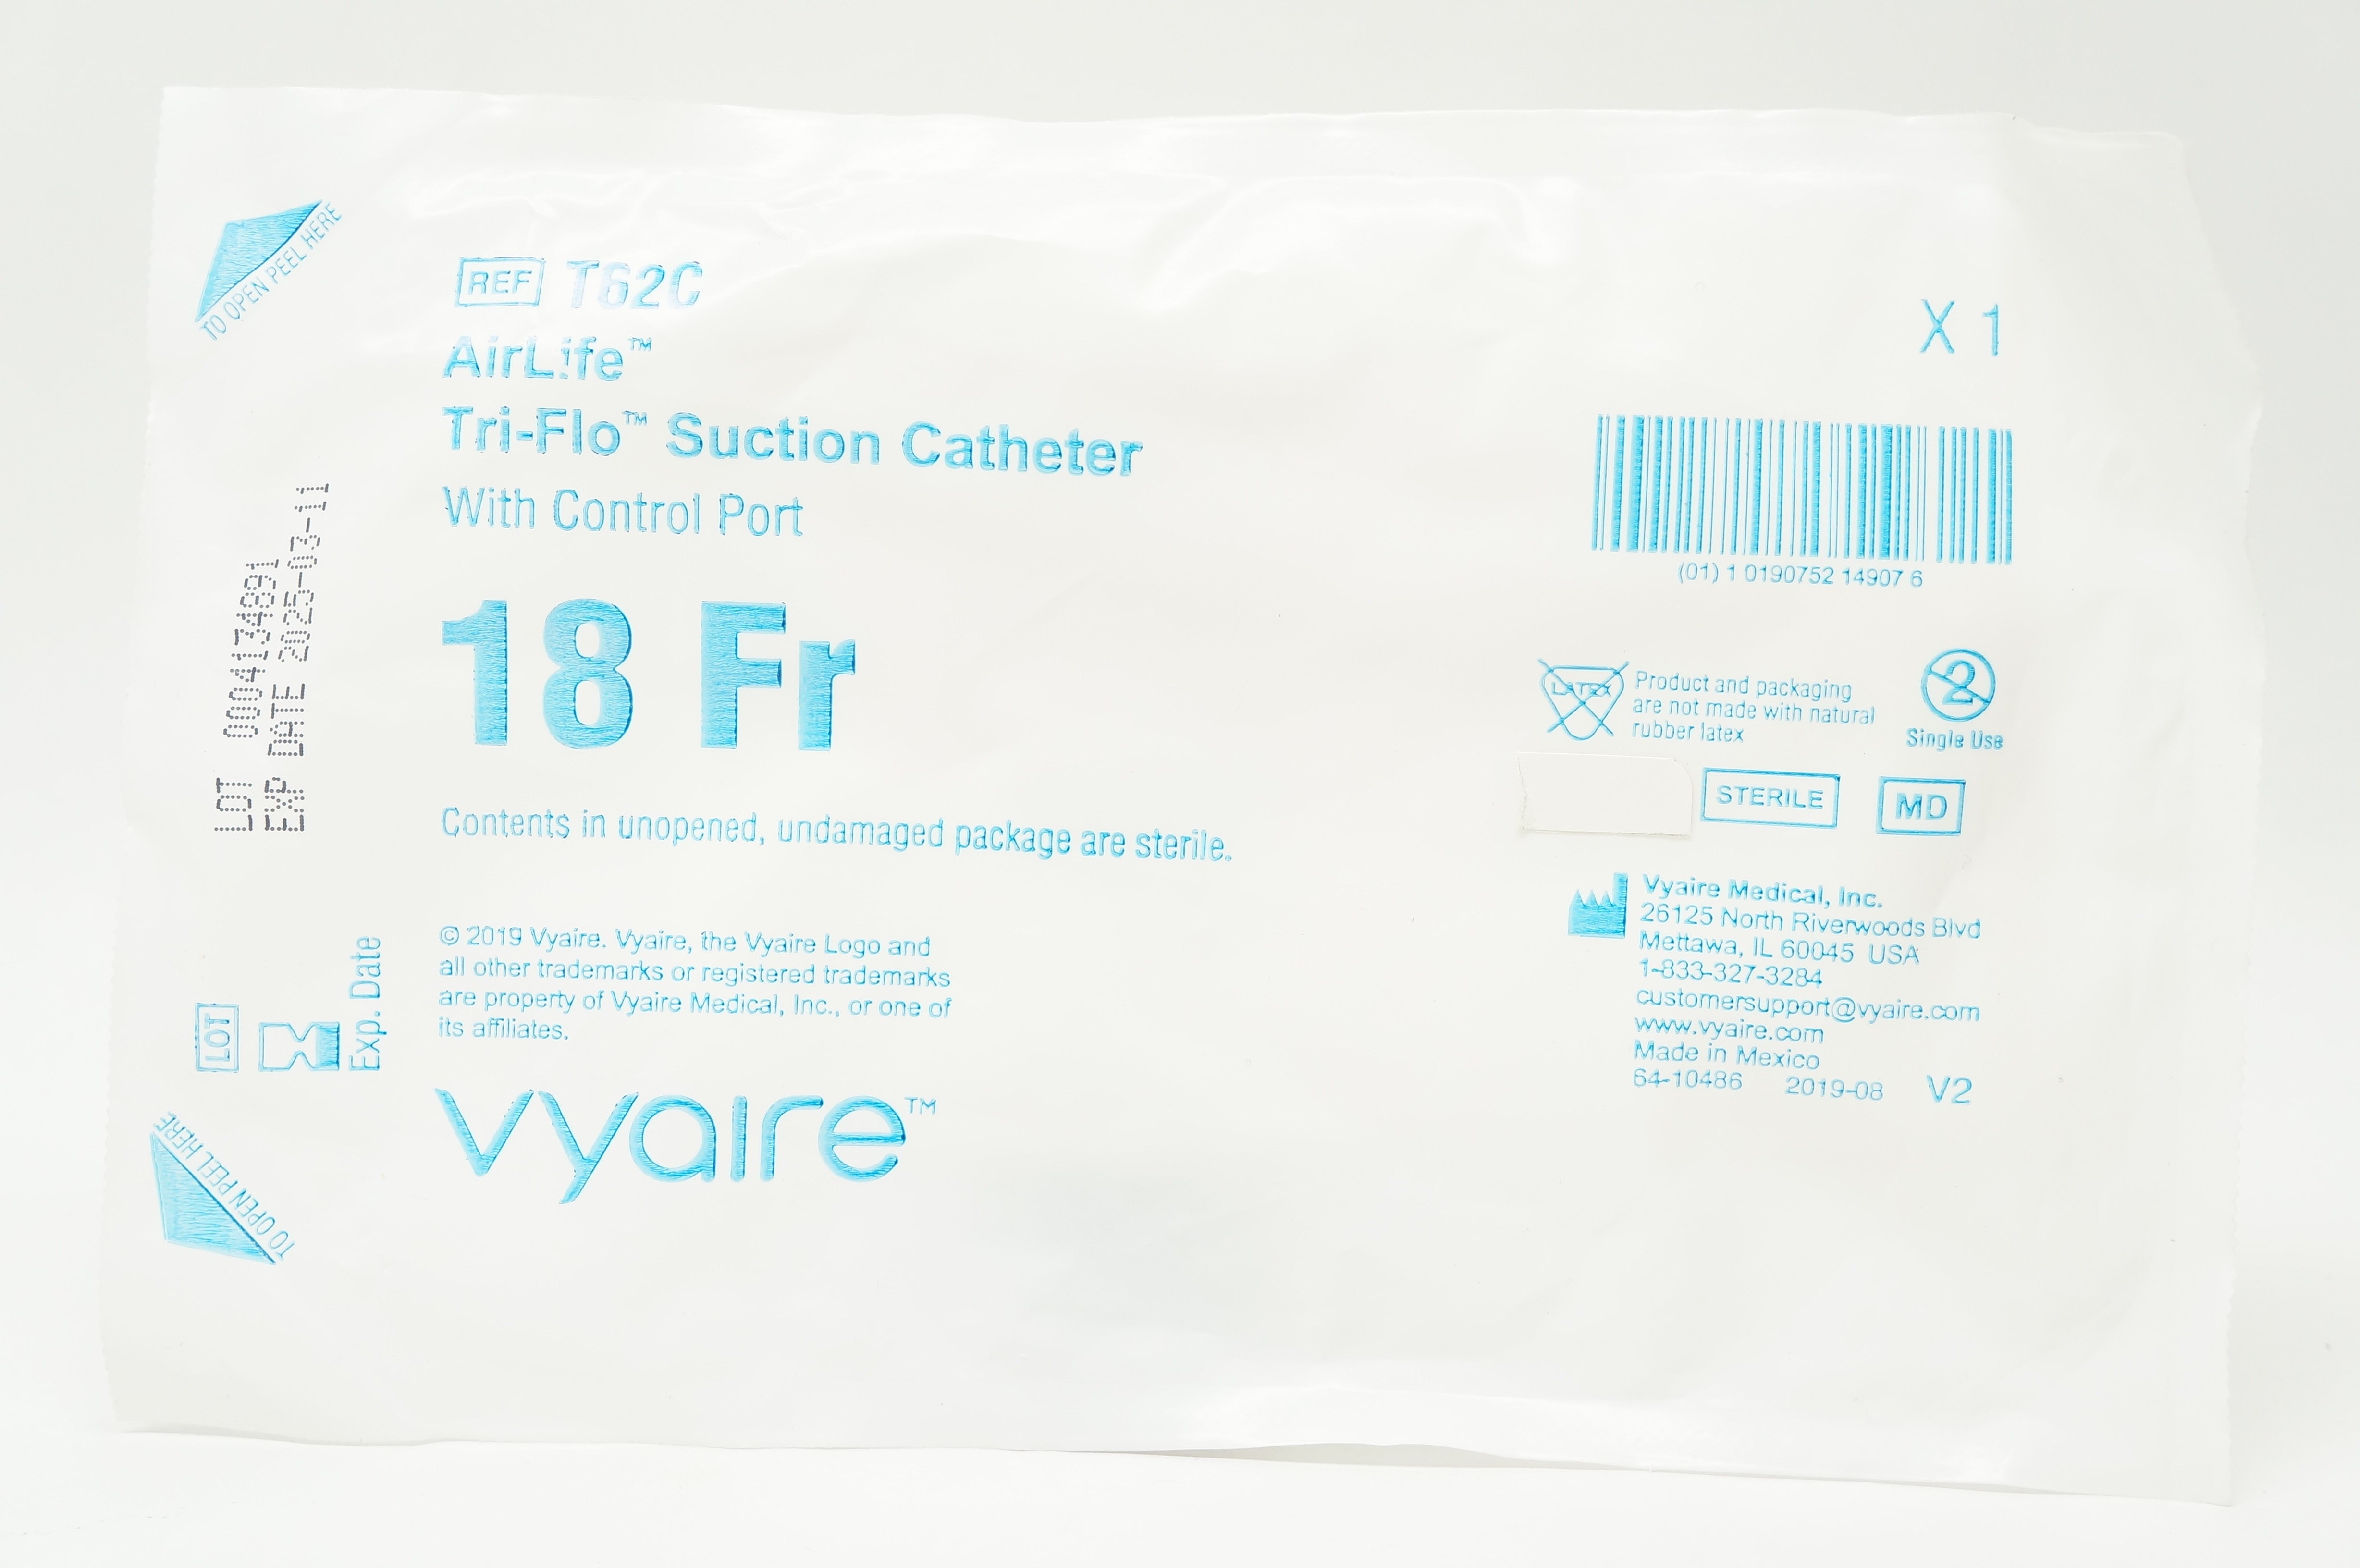 TO OPEN PEEL HERE
REF T62C
AirLife™
Tri-Flo™ Suction Catheter
With Control Port
18 Fr
Contents in unopened, undamaged package are sterile.
© 2019 Vyaire. Vyaire, the Vyaire Logo and
all other trademarks or registered trademarks
are property of Vyaire Medical, Inc., or one of
its affiliates.
vyaire™
LOT 0004134891
EXP DATE 2025-03-11
LOT
Exp. Date
TO OPEN PEEL HERE
X 1
(01) 1 0190752 14907 6
LATEX
Product and packaging
are not made with natural
rubber latex
2
Single Use
STERILE
MD
Vyaire Medical, Inc.
26125 North Riverwoods Blvd
Mettawa, IL 60045 USA
1-833-327-3284
customersupport@vyaire.com
www.vyaire.com
Made in Mexico
64-10486 2019-08 V2